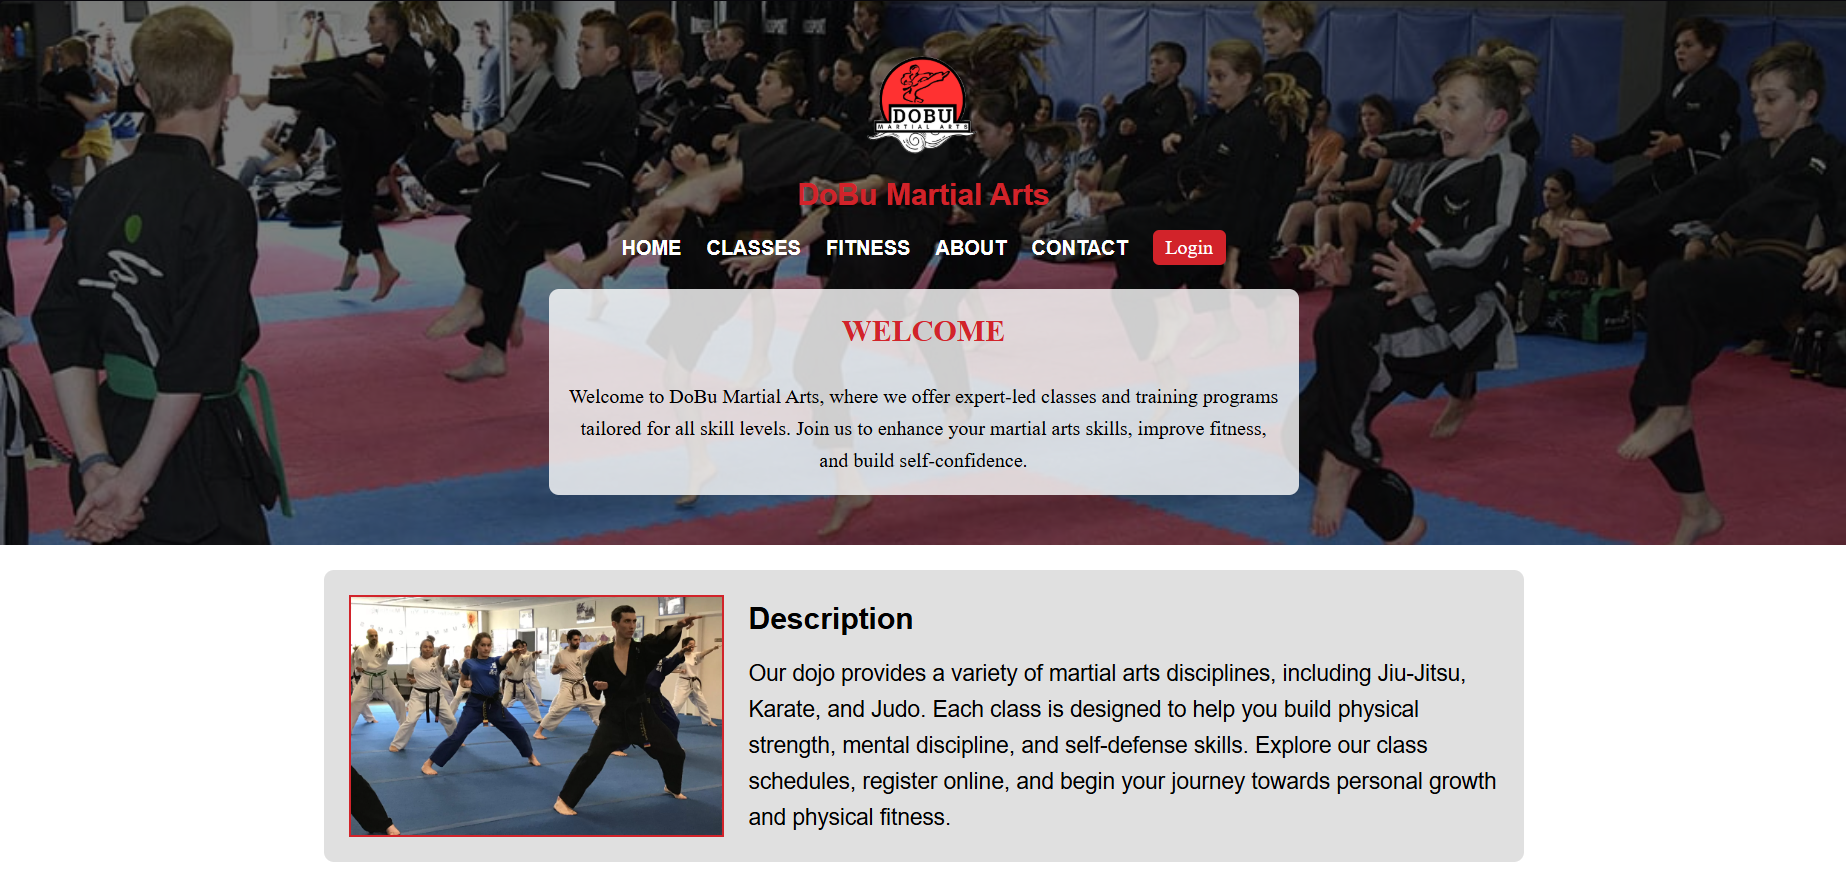 DOBU
MARTIAL ARTS
DoBu Martial Arts
HOME CLASSES FITNESS ABOUT CONTACT Login
WELCOME
Welcome to DoBu Martial Arts, where we offer expert-led classes and training programs
tailored for all skill levels. Join us to enhance your martial arts skills, improve fitness,
and build self-confidence.
Description
Our dojo provides a variety of martial arts disciplines, including Jiu-Jitsu,
Karate, and Judo. Each class is designed to help you build physical
strength, mental discipline, and self-defense skills. Explore our class
schedules, register online, and begin your journey towards personal growth
and physical fitness.